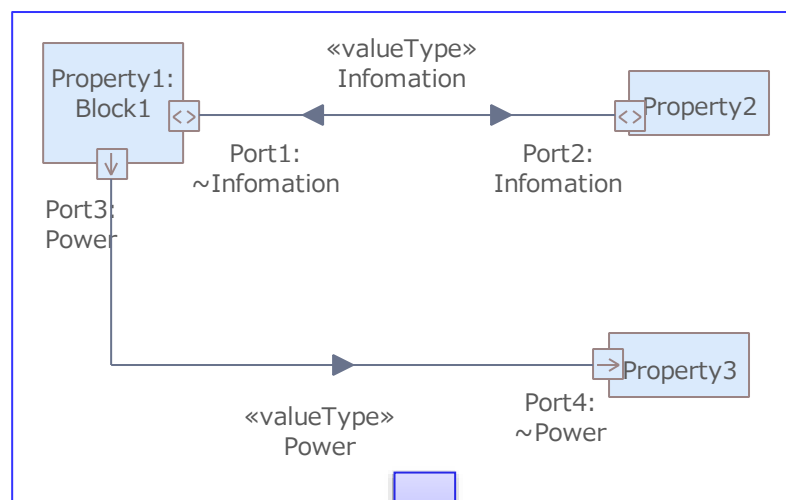 «valueType»
Infomation
Property1:
Block1
Property2
Port1:
~Infomation
Port2:
Infomation
Port3:
Power
Property3
«valueType»
Power
Port4:
~Power